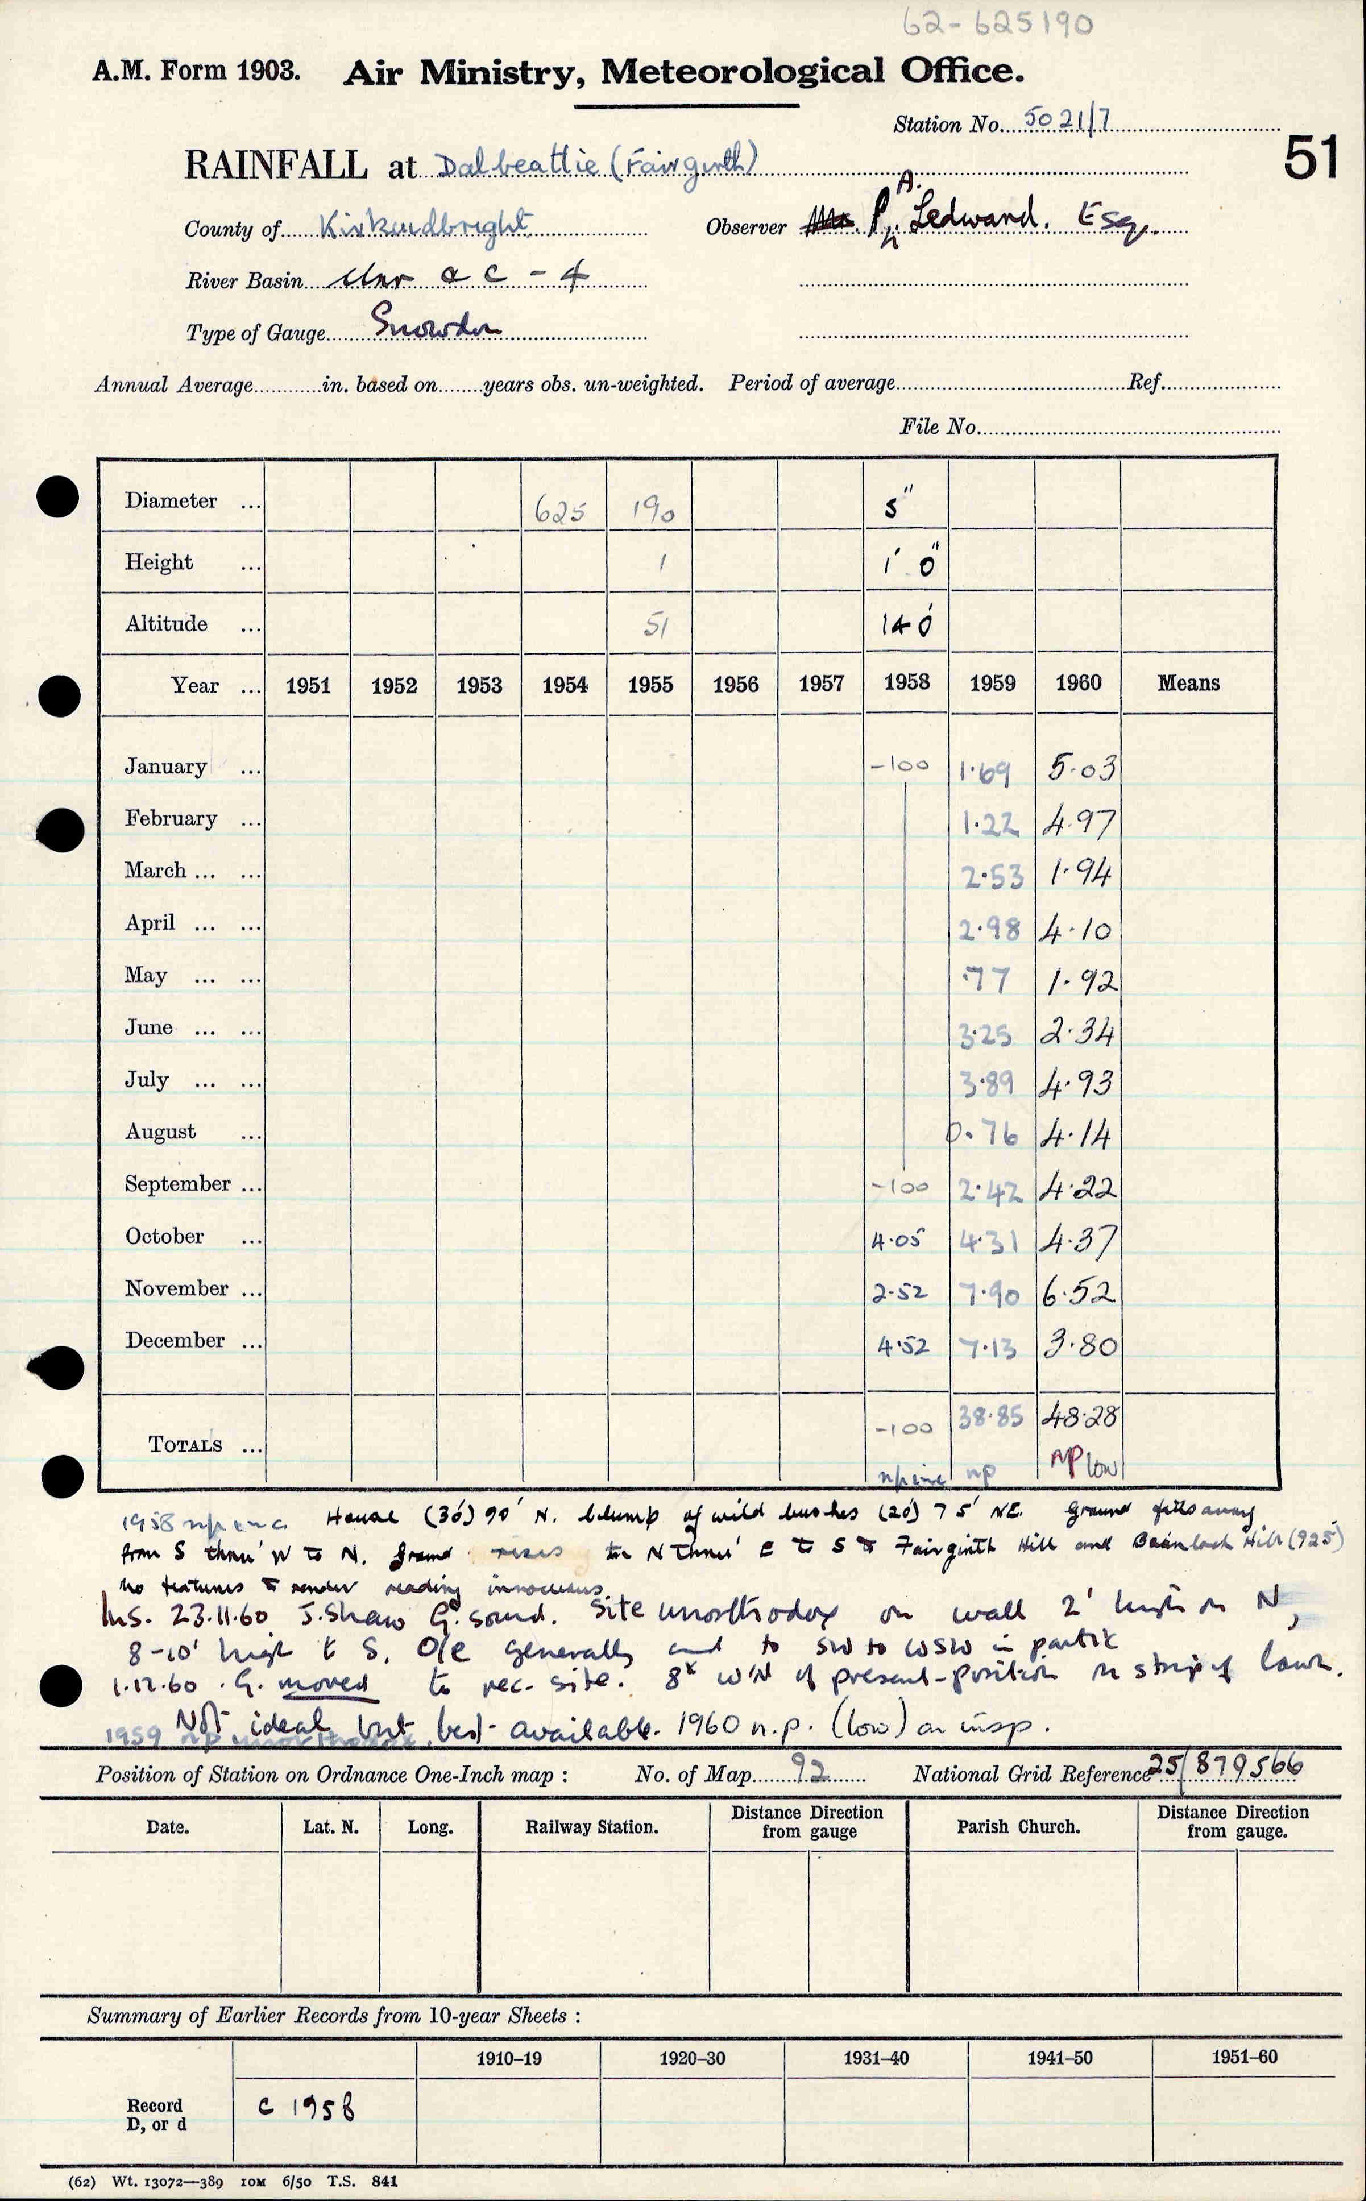 62-625190
A.M. Form 1903. Air Ministry, Meteorological Office.
Station No. 5021/7
51
RAINFALL at Dalbeattie (Fairgirth)
County of Kirkcudbright Observer Mr. P. A. Ledward. Esq.
River Basin Unr a c - 4
Type of Gauge Snowdon
Annual Average in. based on years obs. un-weighted. Period of average Ref.
File No.
Diameter ... 625 190 5"
Height ... 1 1' 0"
Altitude ... 51 140'
Year ... 1951 1952 1953 1954 1955 1956 1957 1958 1959 1960 Means
January ... -100 1.69 5.03
February ... 1.22 4.97
March ... ... 2.53 1.94
April ... ... 2.98 4.10
May ... ... .77 1.92
June ... ... 3.25 2.34
July ... ... 3.89 4.93
August ... 0.76 4.14
September ... -100 2.42 4.22
October ... 4.05 4.31 4.37
November ... 2.52 7.90 6.52
December ... 4.52 7.13 3.80
TOTALS ... -100 38.85 48.28
np inc np NP low
1958 np inc House (30') 90' N. Clump of wild bushes (20') 75' NE. Ground falls away
from S thru' W to N. Ground rises from N thru' E to S to Fairgirth Hill and Hill (925')
No features to render reading innocuous
Ins. 23.11.60 J. Shaw G. sound. Site unorthodox on wall 2' high on N,
8-10' high to S. O/e generally and to SW to WSW in partic
1.12.60 . G. moved to rec. site. 8x W'N of present position on strip of lawn.
Not ideal but best available. 1960 n.p. (low) on insp.
1959 np unorthodox
Position of Station on Ordnance One-Inch map : No. of Map 92 National Grid Reference 25/879566
Date. Lat. N. Long. Railway Station. Distance Direction from gauge Parish Church. Distance Direction from gauge.
Summary of Earlier Records from 10-year Sheets :
1910–19 1920–30 1931–40 1941–50 1951–60
Record D, or d C 1958
(62) Wt. 13072—389 10M 6/50 T.S. 841